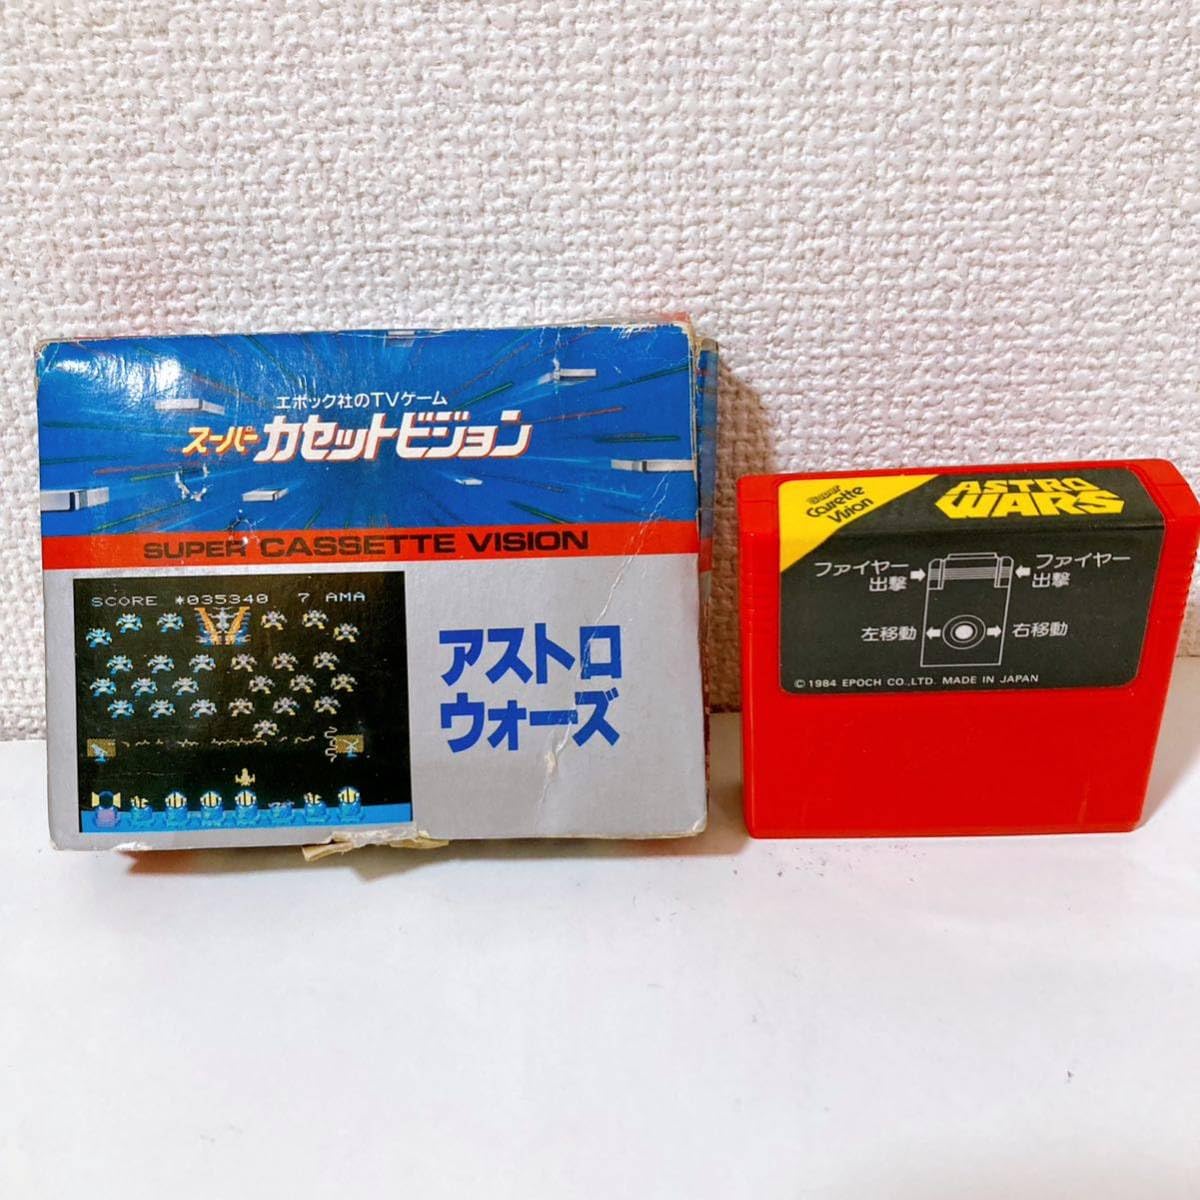 エポック社のTVゲーム
スーパー カセットビジョン
SUPER CASSETTE VISION
SCORE *035340 7 AMA
アストロ
ウォーズ
Super
Cassette
Vision
ASTRO
WARS
ファイヤー
出撃
ファイヤー
出撃
左移動
右移動
© 1984 EPOCH CO.,LTD. MADE IN JAPAN